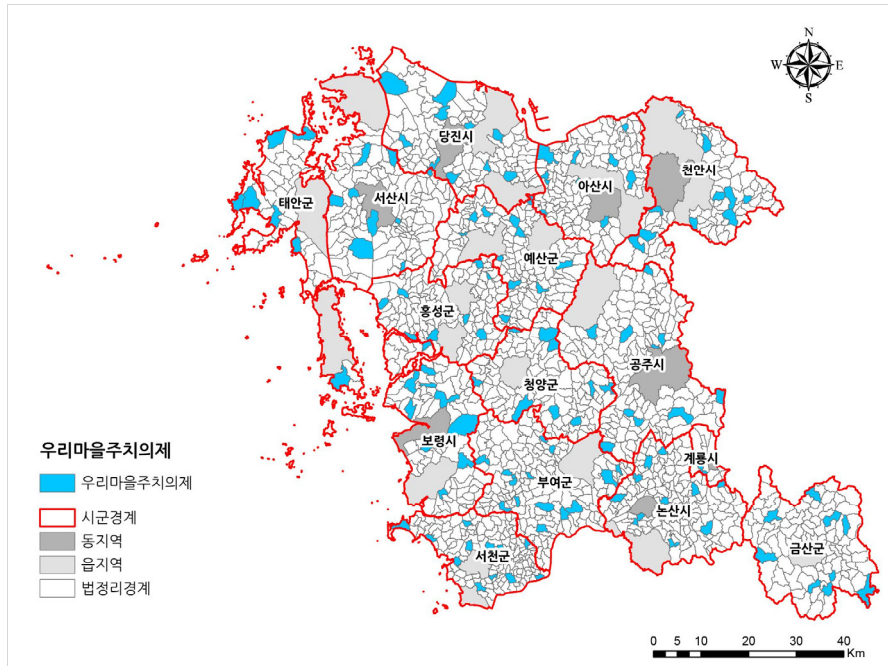 N
W E
S
당진시
천안시
아산시
서산시
태안군
예산군
홍성군
공주시
청양군
보령시
계룡시
부여군
논산시
금산군
서천군
우리마을주치의제
우리마을주치의제
시군경계
동지역
읍지역
법정리경계
0 5 10 20 30 40
Km